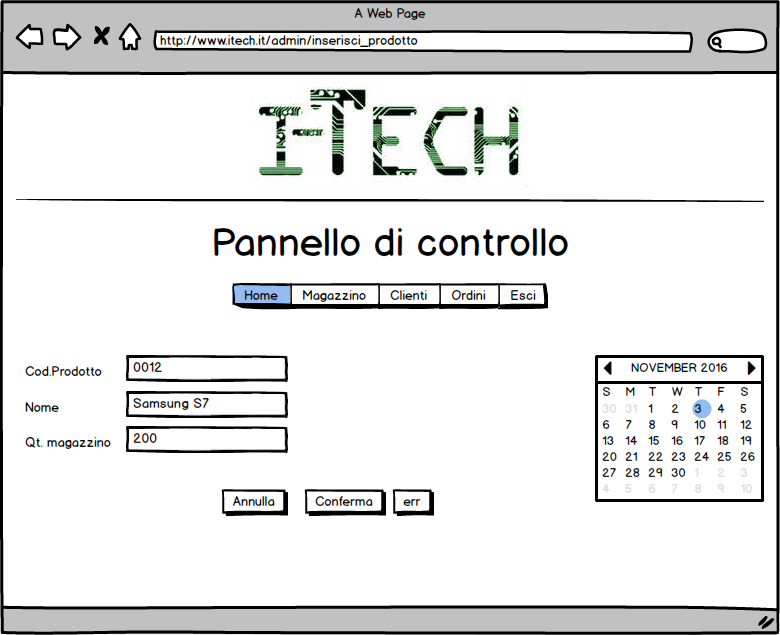 A Web Page
http://www.itech.it/admin/inserisci_prodotto
I-TECH
Pannello di controllo
Home Magazzino Clienti Ordini Esci
Cod.Prodotto 0012
Nome Samsung S7
Qt. magazzino 200
Annulla Conferma err
NOVEMBER 2016
S M T W T F S
30 31 1 2 3 4 5
6 7 8 9 10 11 12
13 14 15 16 17 18 19
20 21 22 23 24 25 26
27 28 29 30 1 2 3
4 5 6 7 8 9 10